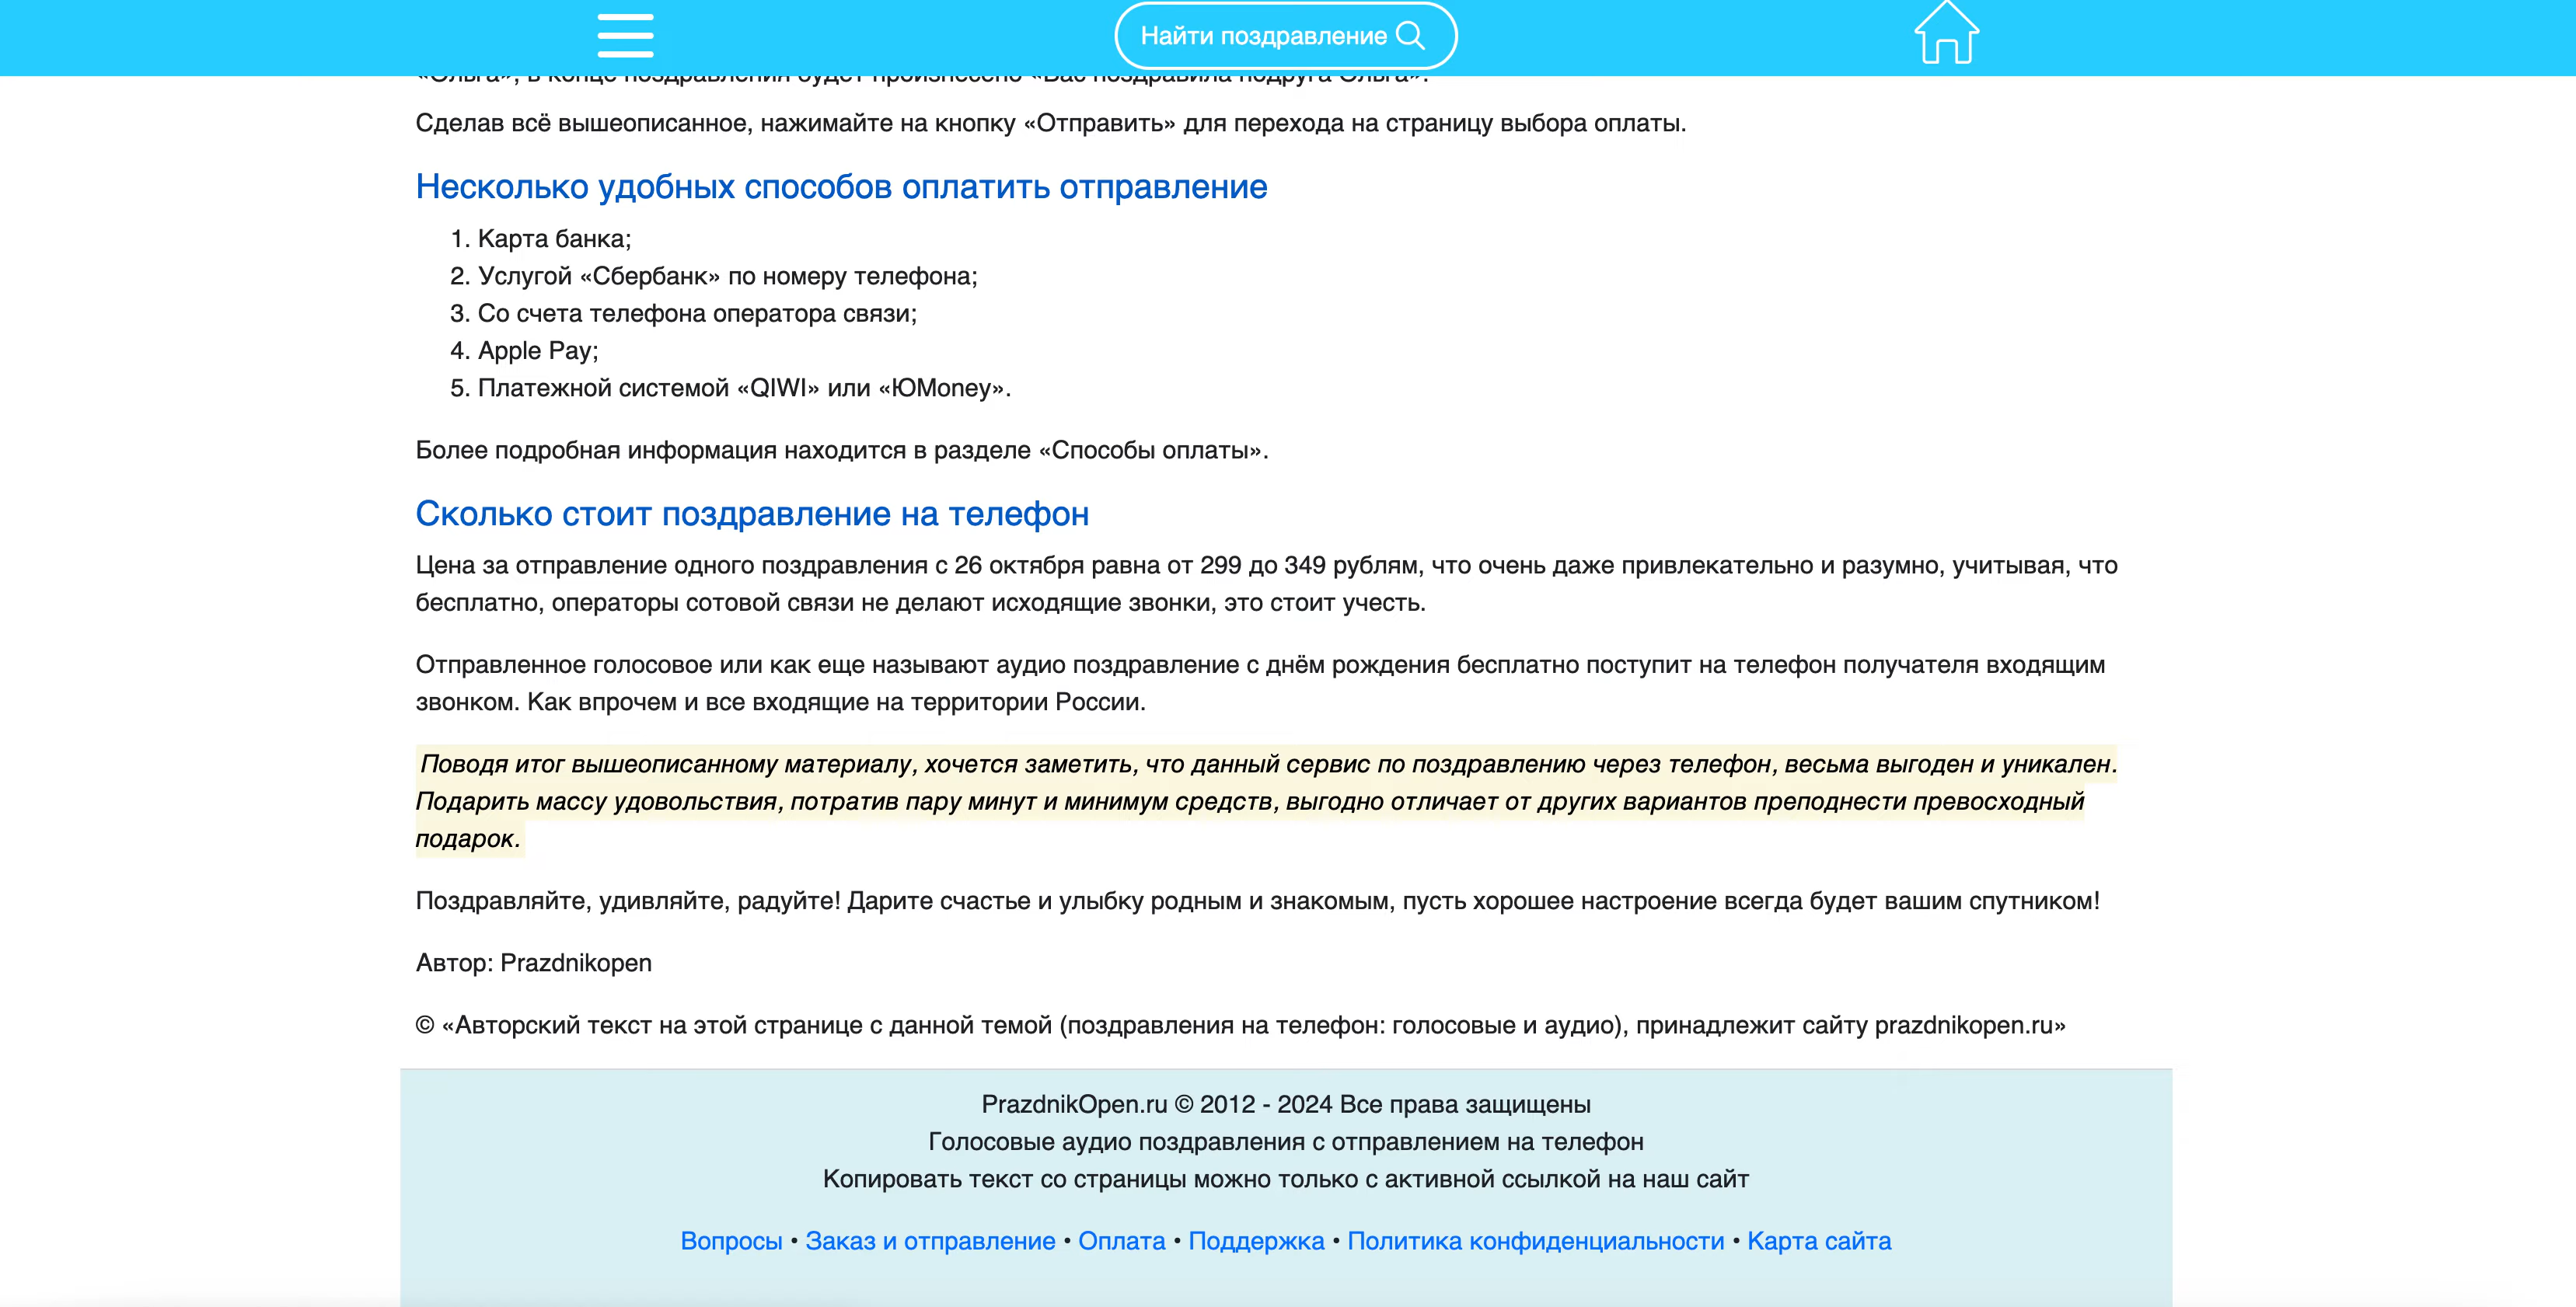 Найти поздравление
«Ольга», в конце поздравления будет произнесено «Вас поздравила подруга Ольга».
Сделав всё вышеописанное, нажимайте на кнопку «Отправить» для перехода на страницу выбора оплаты.
Несколько удобных способов оплатить отправление
1. Карта банка;
2. Услугой «Сбербанк» по номеру телефона;
3. Со счета телефона оператора связи;
4. Apple Pay;
5. Платежной системой «QIWI» или «ЮMoney».
Более подробная информация находится в разделе «Способы оплаты».
Сколько стоит поздравление на телефон
Цена за отправление одного поздравления с 26 октября равна от 299 до 349 рублям, что очень даже привлекательно и разумно, учитывая, что
бесплатно, операторы сотовой связи не делают исходящие звонки, это стоит учесть.
Отправленное голосовое или как еще называют аудио поздравление с днём рождения бесплатно поступит на телефон получателя входящим
звонком. Как впрочем и все входящие на территории России.
Поводя итог вышеописанному материалу, хочется заметить, что данный сервис по поздравлению через телефон, весьма выгоден и уникален.
Подарить массу удовольствия, потратив пару минут и минимум средств, выгодно отличает от других вариантов преподнести превосходный
подарок.
Поздравляйте, удивляйте, радуйте! Дарите счастье и улыбку родным и знакомым, пусть хорошее настроение всегда будет вашим спутником!
Автор: Prazdnikopen
© «Авторский текст на этой странице с данной темой (поздравления на телефон: голосовые и аудио), принадлежит сайту prazdnikopen.ru»
PrazdnikOpen.ru © 2012 - 2024 Все права защищены
Голосовые аудио поздравления с отправлением на телефон
Копировать текст со страницы можно только с активной ссылкой на наш сайт
Вопросы • Заказ и отправление • Оплата • Поддержка • Политика конфиденциальности • Карта сайта